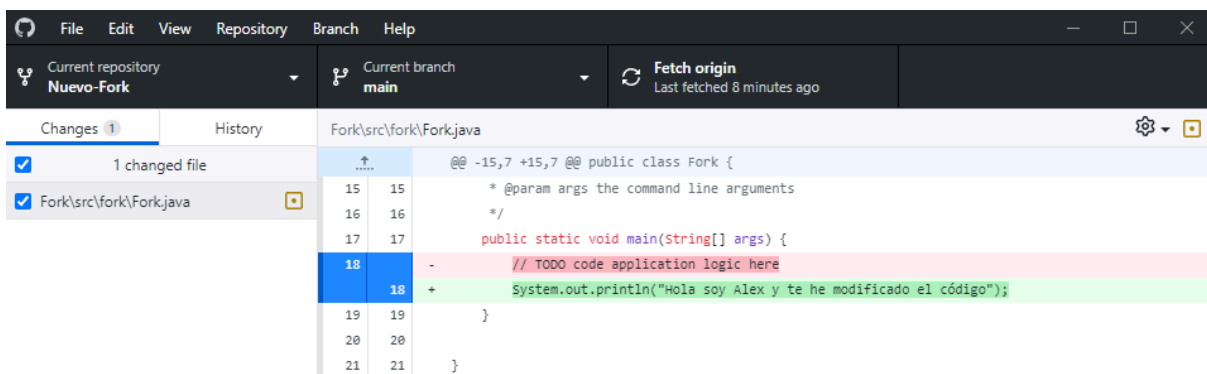 File Edit View Repository Branch Help
Current repository
Nuevo-Fork
Current branch
main
Fetch origin
Last fetched 8 minutes ago
Changes 1 History
Fork\src\fork\Fork.java
1 changed file
Fork\src\fork\Fork.java
@@ -15,7 +15,7 @@ public class Fork {
15 15 * @param args the command line arguments
16 16 */
17 17 public static void main(String[] args) {
18 - // TODO code application logic here
18 + System.out.println("Hola soy Alex y te he modificado el código");
19 19 }
20 20
21 21 }